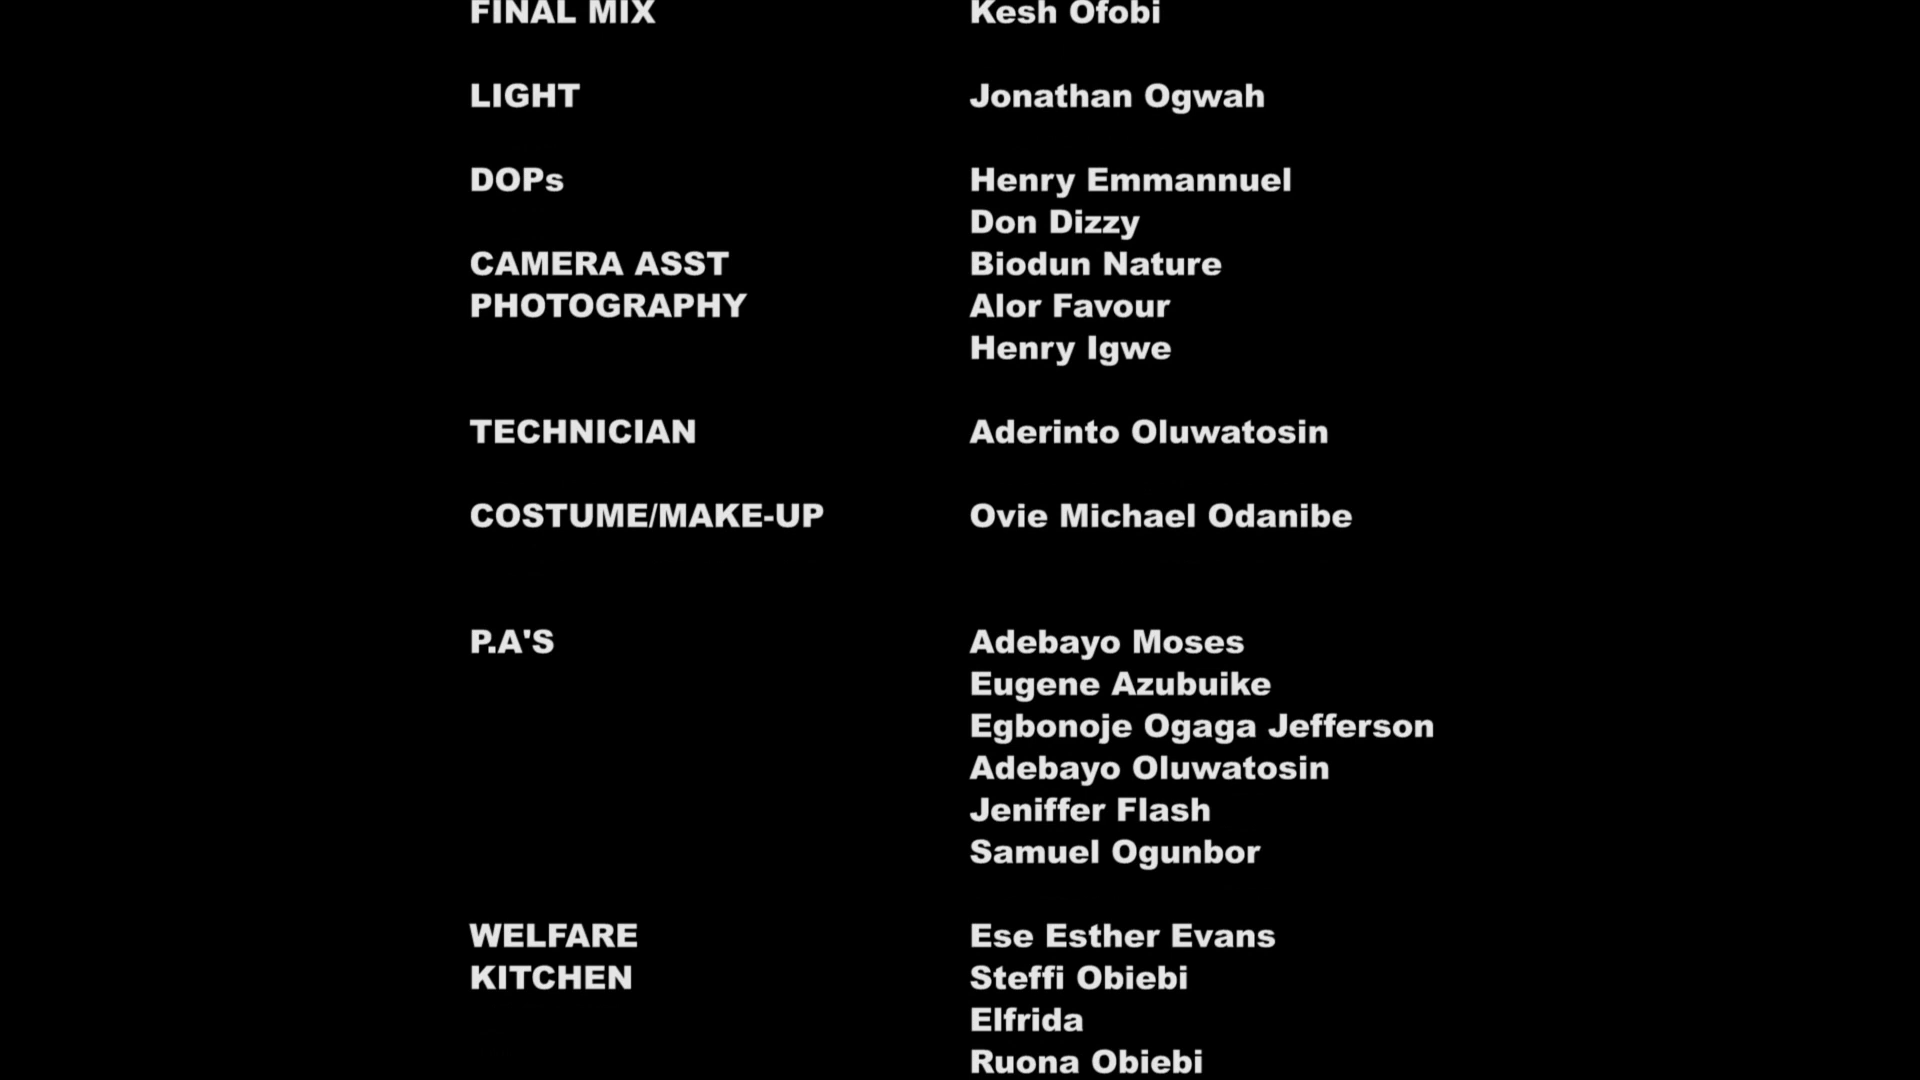 FINAL MIX Kesh Ofobi
LIGHT Jonathan Ogwah
DOPs Henry Emmannuel
Don Dizzy
CAMERA ASST Biodun Nature
PHOTOGRAPHY Alor Favour
Henry Igwe
TECHNICIAN Aderinto Oluwatosin
COSTUME/MAKE-UP Ovie Michael Odanibe
P.A'S Adebayo Moses
Eugene Azubuike
Egbonoje Ogaga Jefferson
Adebayo Oluwatosin
Jeniffer Flash
Samuel Ogunbor
WELFARE Ese Esther Evans
KITCHEN Steffi Obiebi
Elfrida
Ruona Obiebi